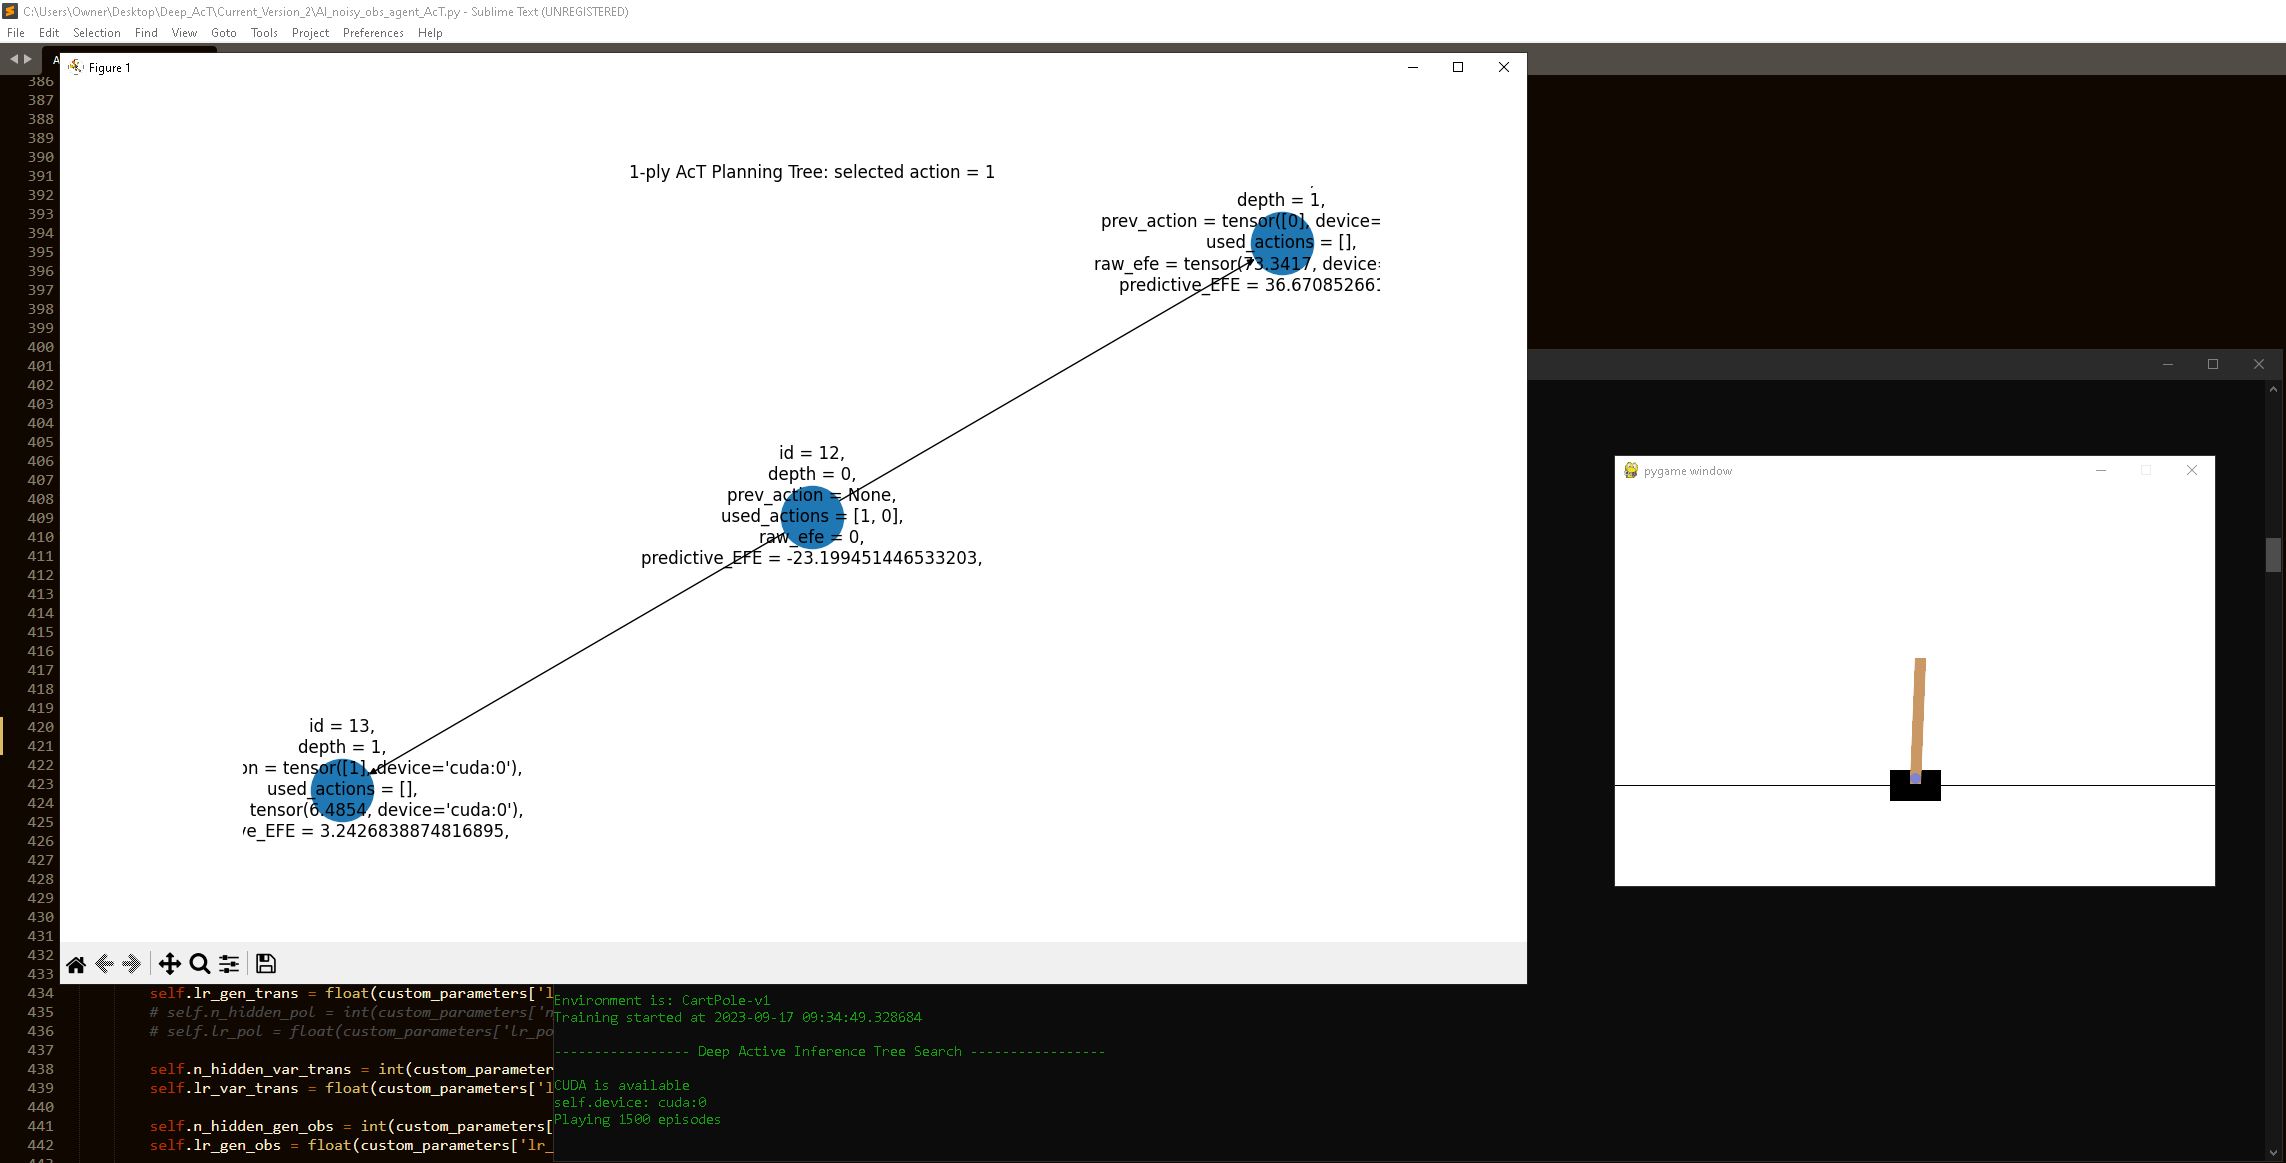 C:\Users\Owner\Desktop\Deep_AcT\Current_Version_2\AI_noisy_obs_agent_AcT.py - Sublime Text (UNREGISTERED)
File Edit Selection Find View Goto Tools Project Preferences Help
A
Figure 1
1-ply AcT Planning Tree: selected action = 1
depth = 1,
prev_action = tensor([0], device=
used_actions = [],
raw_efe = tensor(73.3417, device=
predictive_EFE = 36.67085266
id = 12,
depth = 0,
prev_action = None,
used_actions = [1, 0],
raw_efe = 0,
predictive_EFE = -23.199451446533203,
id = 13,
depth = 1,
on = tensor([1], device='cuda:0'),
used_actions = [],
tensor(6.4854, device='cuda:0'),
ve_EFE = 3.2426838874816895,
pygame window
386
387
388
389
390
391
392
393
394
395
396
397
398
399
400
401
402
403
404
405
406
407
408
409
410
411
412
413
414
415
416
417
418
419
420
421
422
423
424
425
426
427
428
429
430
431
432
433
434 self.lr_gen_trans = float(custom_parameters['l
435 # self.n_hidden_pol = int(custom_parameters['n
436 # self.lr_pol = float(custom_parameters['lr_po
437
438 self.n_hidden_var_trans = int(custom_parameter
439 self.lr_var_trans = float(custom_parameters['l
440
441 self.n_hidden_gen_obs = int(custom_parameters[
442 self.lr_gen_obs = float(custom_parameters['lr_
443
Environment is: CartPole-v1
Training started at 2023-09-17 09:34:49.328684
----------------- Deep Active Inference Tree Search -----------------
CUDA is available
self.device: cuda:0
Playing 1500 episodes